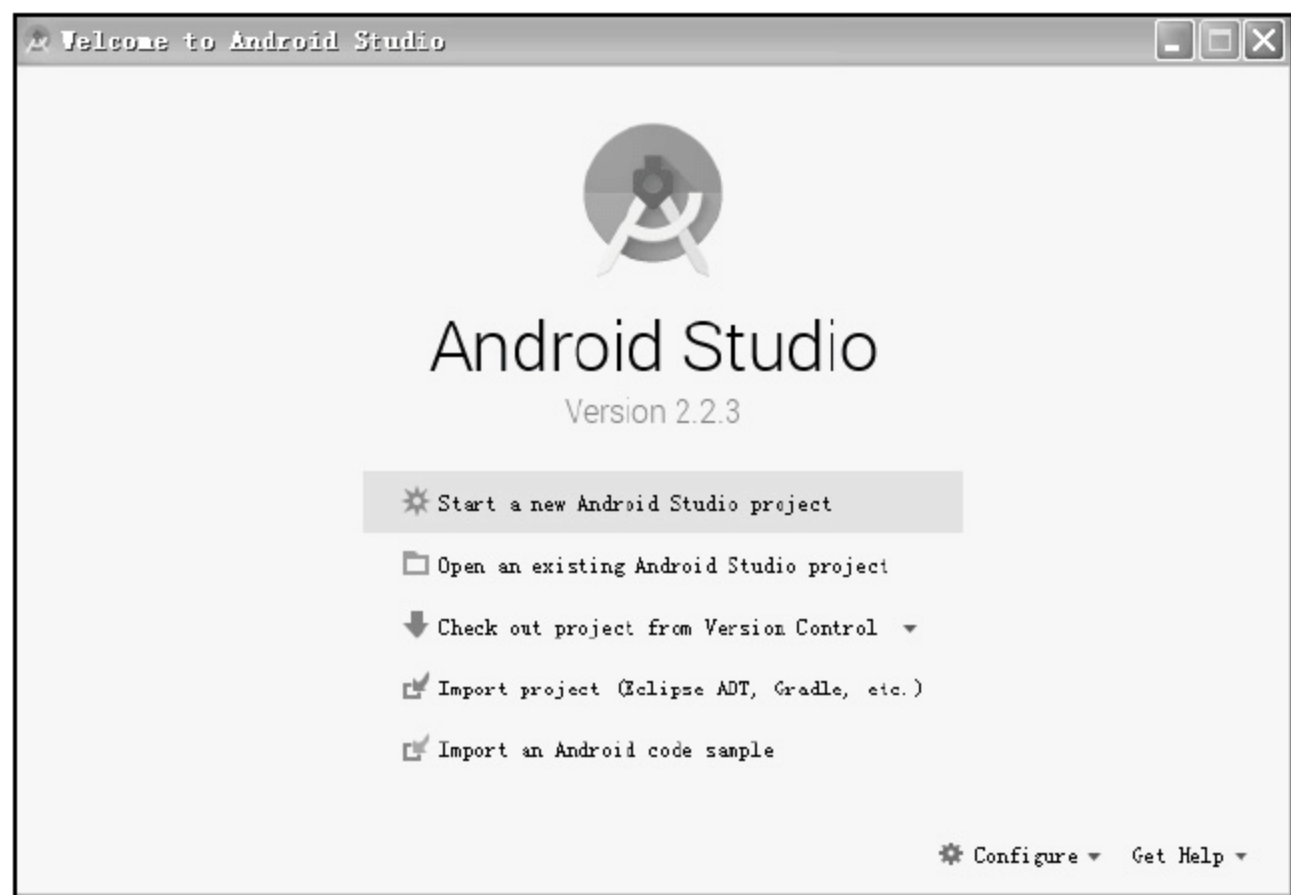 Welcome to Android Studio
Android Studio
Version 2.2.3
Start a new Android Studio project
Open an existing Android Studio project
Check out project from Version Control
Import project (Eclipse ADT, Gradle, etc.)
Import an Android code sample
Configure
Get Help